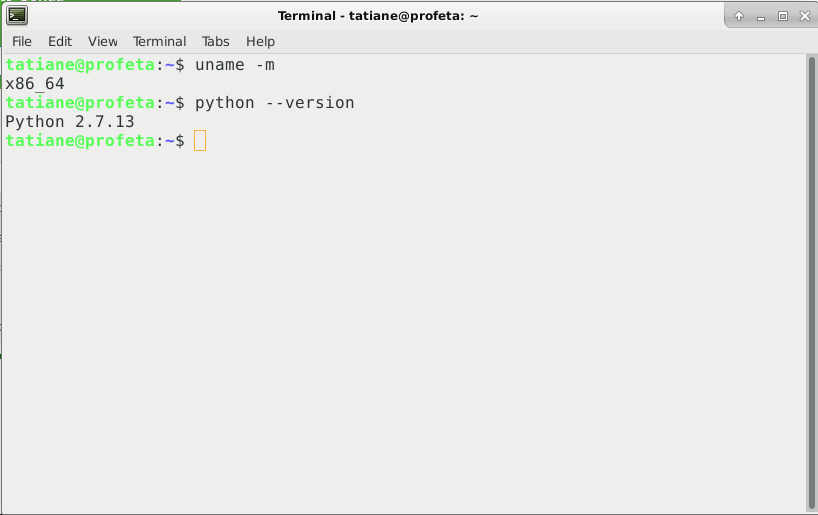 Terminal - tatiane@profeta: ~
File Edit View Terminal Tabs Help
tatiane@profeta:~$ uname -m
x86_64
tatiane@profeta:~$ python --version
Python 2.7.13
tatiane@profeta:~$